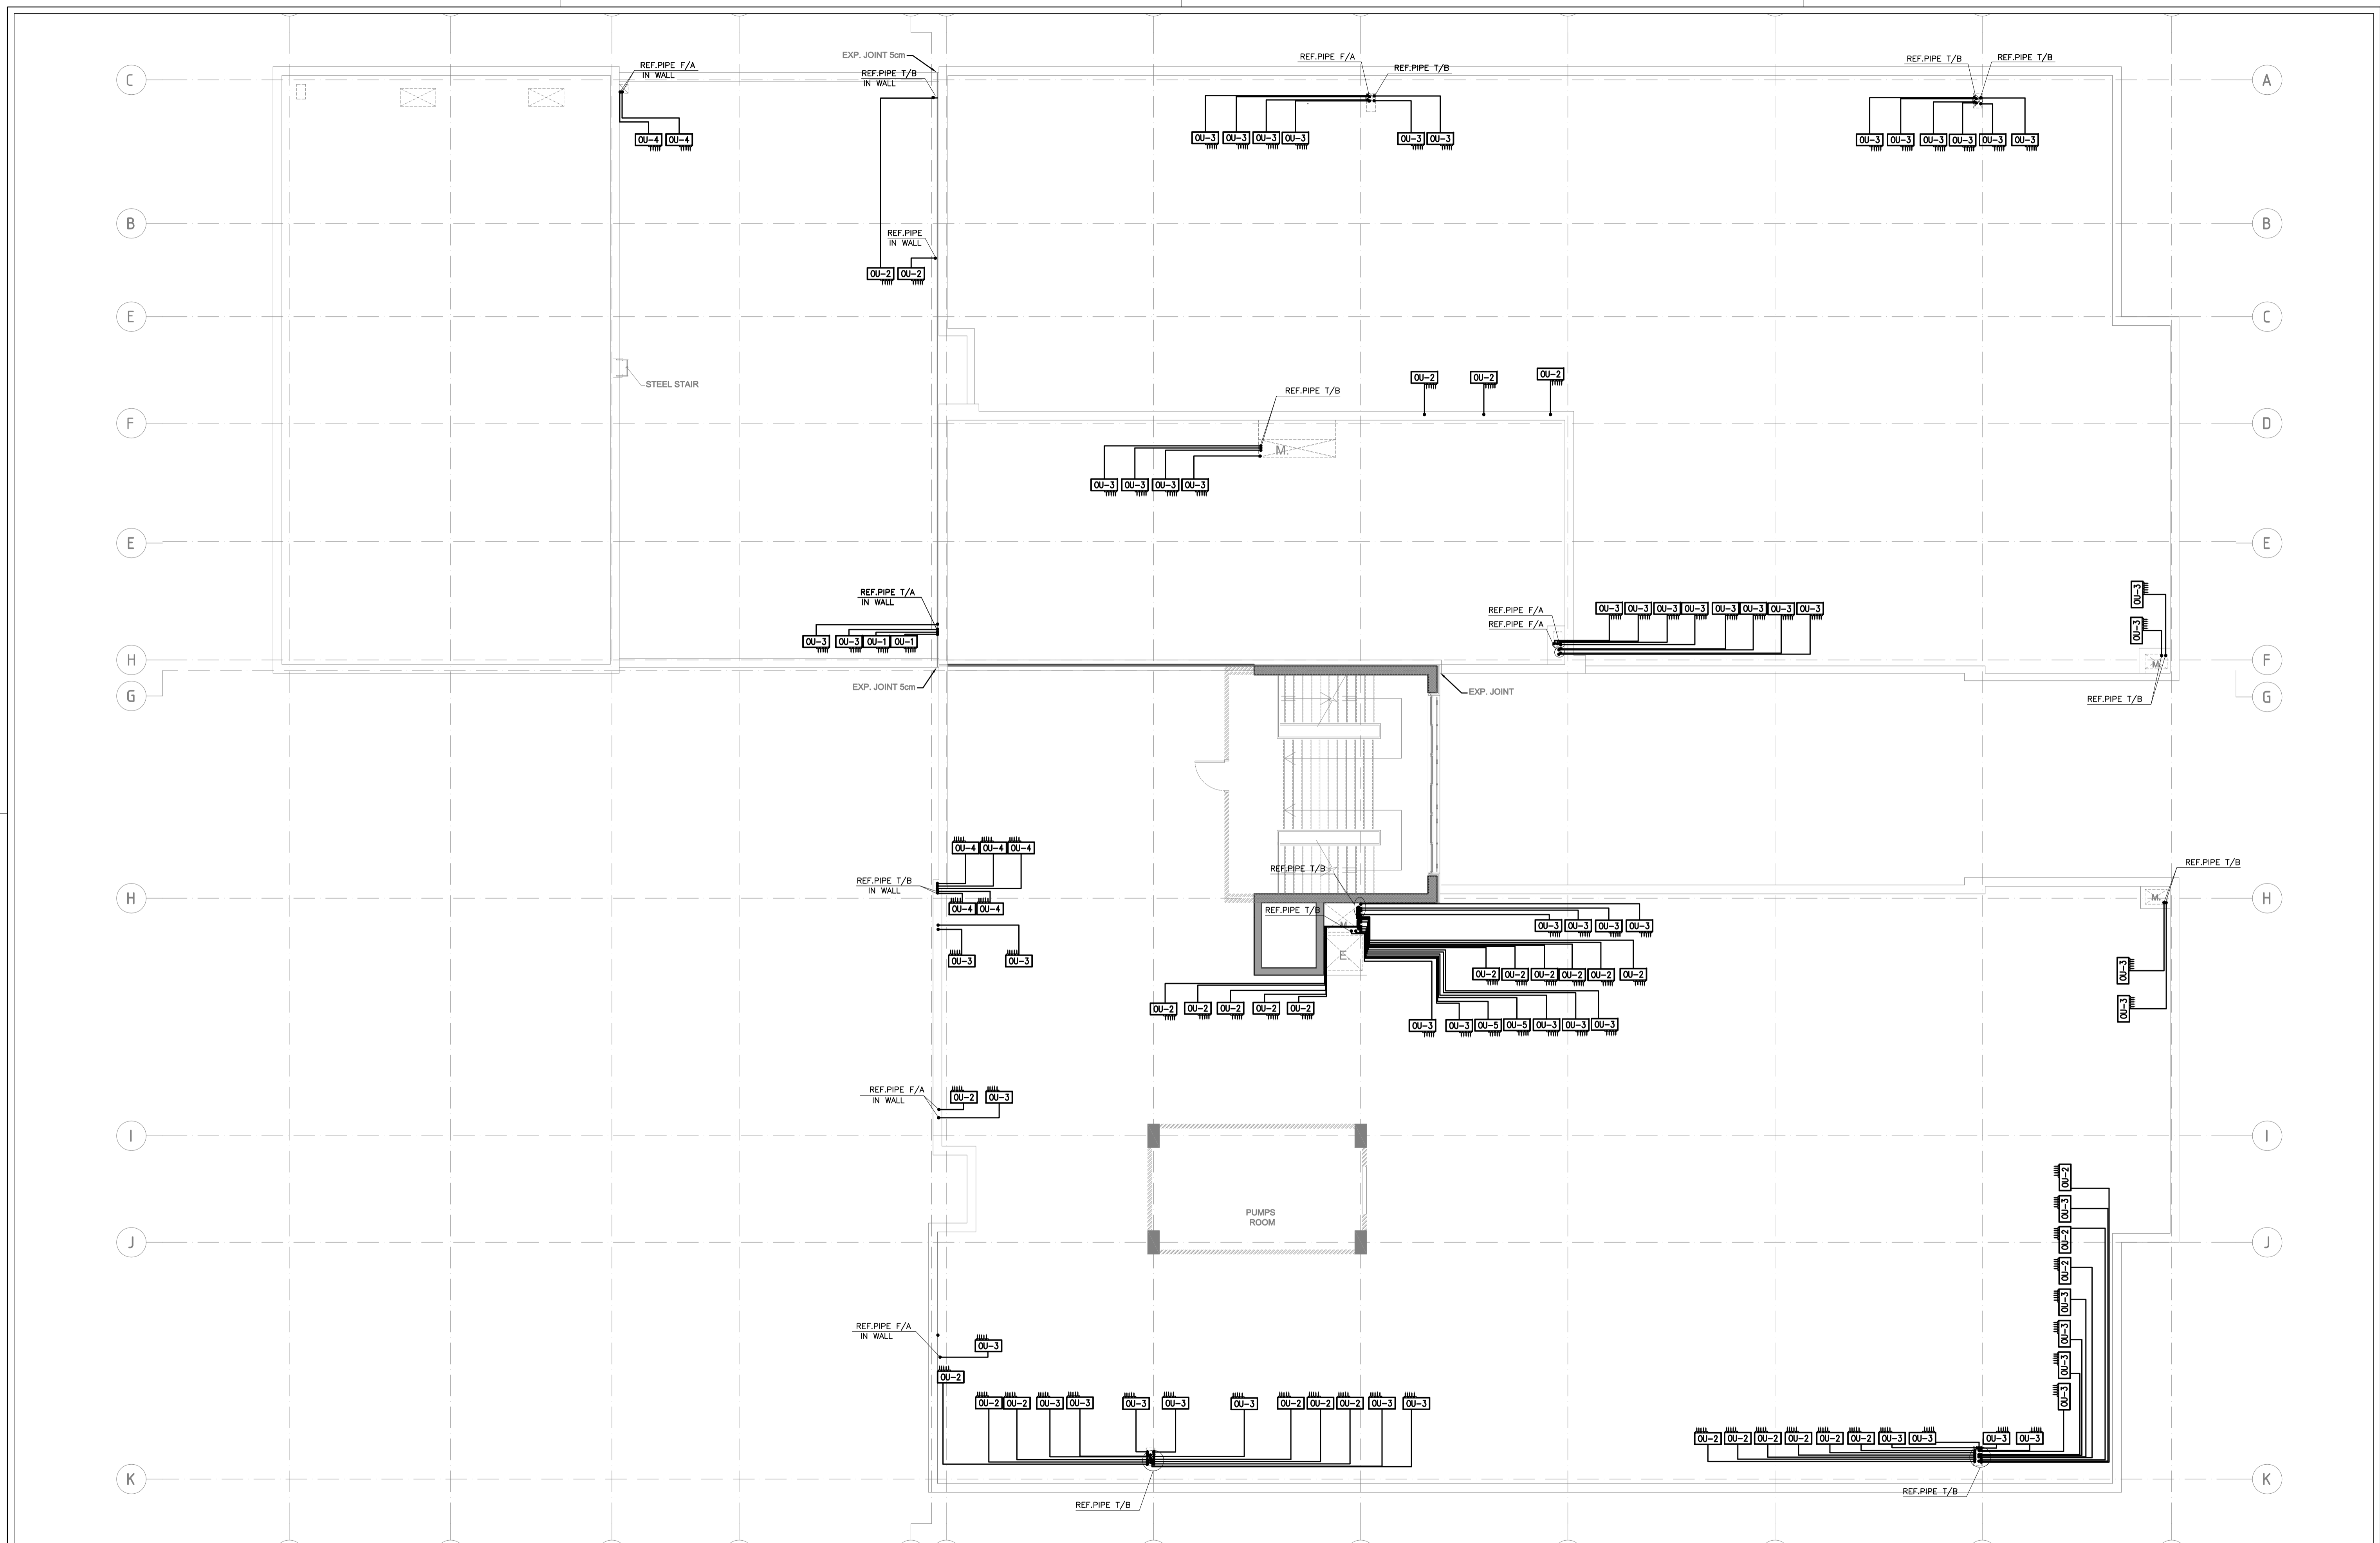 EXP. JOINT 5cm
REF.PIPE F/A
IN WALL
REF.PIPE T/B
IN WALL
REF.PIPE F/A
REF.PIPE T/B
REF.PIPE T/B
REF.PIPE T/B
C
A
OU-4 OU-4
OU-3 OU-3 OU-3 OU-3 OU-3 OU-3
OU-3 OU-3 OU-3 OU-3 OU-3 OU-3
B
B
REF.PIPE
IN WALL
OU-2 OU-2
E
C
STEEL STAIR
OU-2 OU-2 OU-2
REF.PIPE T/B
F
D
M.
OU-3 OU-3 OU-3 OU-3
E
E
REF.PIPE T/A
IN WALL
OU-3 OU-3 OU-1 OU-1
REF.PIPE F/A
REF.PIPE F/A
OU-3 OU-3 OU-3 OU-3 OU-3 OU-3 OU-3 OU-3
OU-3
OU-3
H
F
M.
G
G
EXP. JOINT 5cm
EXP. JOINT
REF.PIPE T/B
OU-4 OU-4 OU-4
REF.PIPE T/B
IN WALL
REF.PIPE T/B
REF.PIPE T/B
H
H
M.
OU-4 OU-4
REF.PIPE T/B
M.
OU-3 OU-3 OU-3 OU-3
E.
OU-3 OU-3
OU-2 OU-2 OU-2 OU-2 OU-2 OU-2
OU-3
OU-3
OU-2 OU-2 OU-2 OU-2 OU-2
OU-3 OU-3 OU-5 OU-5 OU-3 OU-3 OU-3
REF.PIPE F/A
IN WALL
OU-2 OU-3
I
I
PUMPS
ROOM
OU-2
OU-3
OU-2
OU-2
OU-3
OU-3
OU-3
OU-3
J
J
REF.PIPE F/A
IN WALL
OU-3
OU-2
OU-2 OU-2 OU-3 OU-3 OU-3 OU-3 OU-3 OU-2 OU-2 OU-2 OU-3 OU-3
OU-2 OU-2 OU-2 OU-2 OU-2 OU-2 OU-3 OU-3 OU-3 OU-3
K
K
REF.PIPE T/B
REF.PIPE T/B